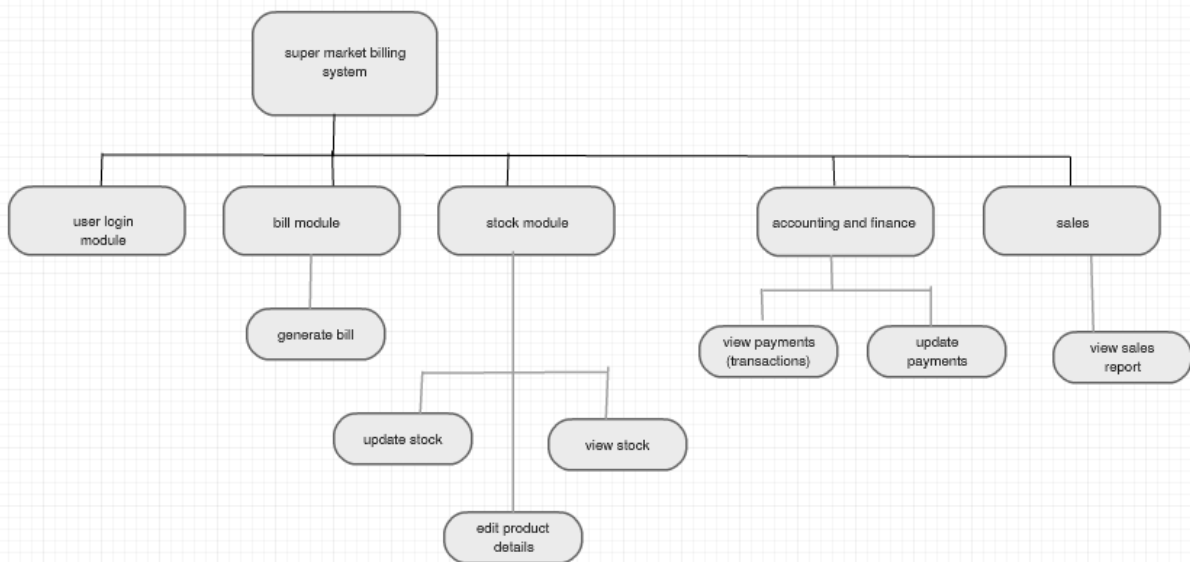 super market billing
system
user login
module
bill module
stock module
accounting and finance
sales
generate bill
view payments
(transactions)
update
payments
view sales
report
update stock
view stock
edit product
details